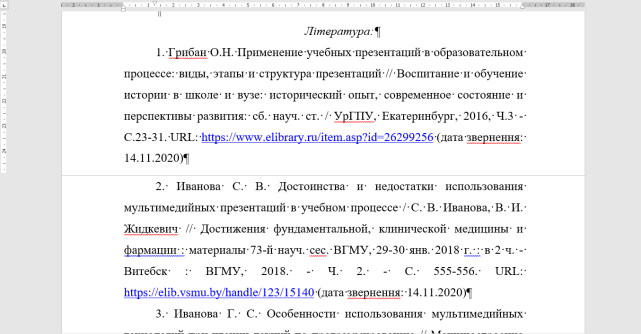 Література:¶
1. Грибан О.Н. Применение учебных презентаций в образовательном
процессе: виды, этапы и структура презентаций // Воспитание и обучение
истории в школе и вузе: исторический опыт, современное состояние и
перспективы развития: сб. науч. ст. / УрГПУ, Екатеринбург, 2016, Ч.3 -
С.23-31. URL: https://www.elibrary.ru/item.asp?id=26299256 (дата звернення:
14.11.2020)¶
2. Иванова С. В. Достоинства и недостатки использования
мультимедийных презентаций в учебном процессе / С. В. Иванова, В. И.
Жидкевич // Достижения фундаментальной, клинической медицины и
фармации : материалы 73-й науч. сес. ВГМУ, 29-30 янв. 2018 г. : в 2 ч. -
Витебск : ВГМУ, 2018. - Ч. 2. - С. 555-556. URL:
https://elib.vsmu.by/handle/123/15140 (дата звернення: 14.11.2020)¶
3. Иванова Г. С. Особенности использования мультимедийных